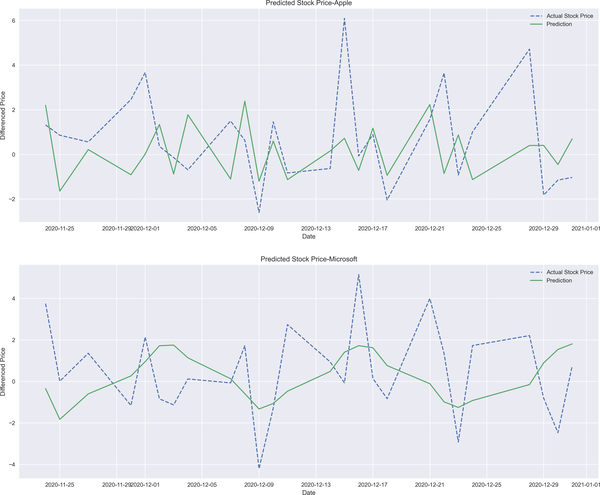 Predicted Stock Price-Apple
Actual Stock Price
Prediction
6
4
2
0
−2
Differenced Price
2020-11-25 2020-11-29 2020-12-01 2020-12-05 2020-12-09 2020-12-13 2020-12-17 2020-12-21 2020-12-25 2020-12-29 2021-01-01
Date
Predicted Stock Price-Microsoft
Actual Stock Price
Prediction
4
2
0
−2
−4
Differenced Price
2020-11-25 2020-11-29 2020-12-01 2020-12-05 2020-12-09 2020-12-13 2020-12-17 2020-12-21 2020-12-25 2020-12-29 2021-01-01
Date